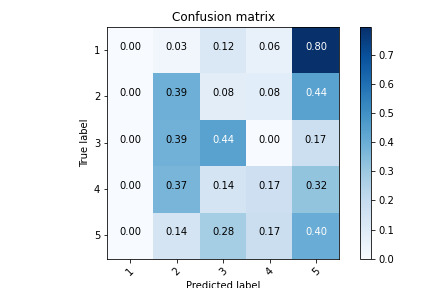 Confusion matrix
1 0.00 0.03 0.12 0.06 0.80
2 0.00 0.39 0.08 0.08 0.44
3 0.00 0.39 0.44 0.00 0.17
4 0.00 0.37 0.14 0.17 0.32
5 0.00 0.14 0.28 0.17 0.40
1 2 3 4 5
True label
Predicted label
0.7
0.6
0.5
0.4
0.3
0.2
0.1
0.0